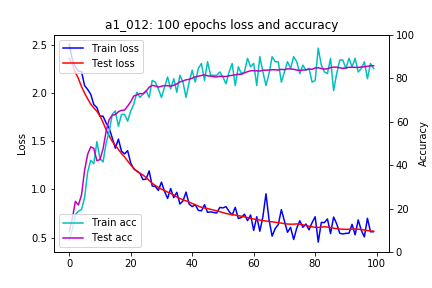 a1_012: 100 epochs loss and accuracy
Train loss
Test loss
Train acc
Test acc
Loss
2.5
2.0
1.5
1.0
0.5
0 20 40 60 80 100
Accuracy
100
80
60
40
20
0